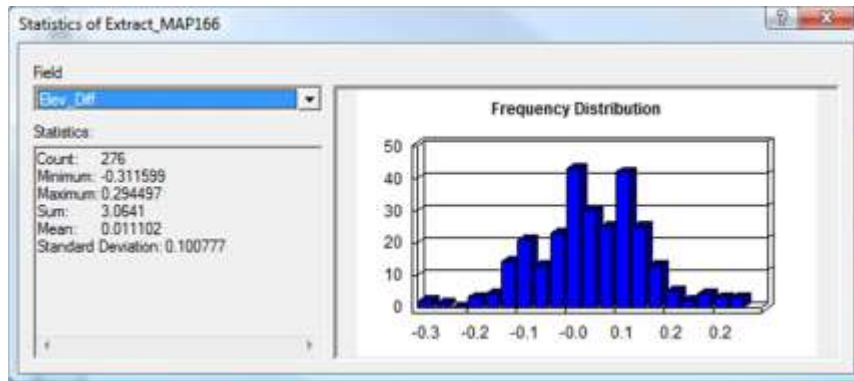 Statistics of Extract_MAP166
Field
Elev_Diff
Statistics:
Count: 276
Minimum: -0.311599
Maximum: 0.294497
Sum: 3.0641
Mean: 0.011102
Standard Deviation: 0.100777
Frequency Distribution
50
40
30
20
10
0
-0.3 -0.2 -0.1 -0.0 0.1 0.2 0.2